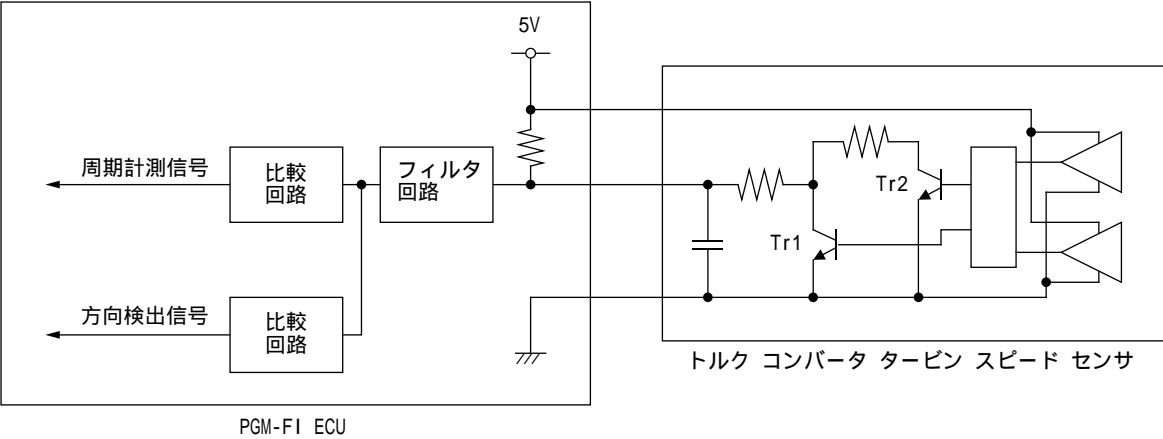 5V
周期計測信号
比較
回路
フィルタ
回路
Tr2
Tr1
方向検出信号
比較
回路
トルク コンバータ タービン スピード センサ
PGM-FI ECU